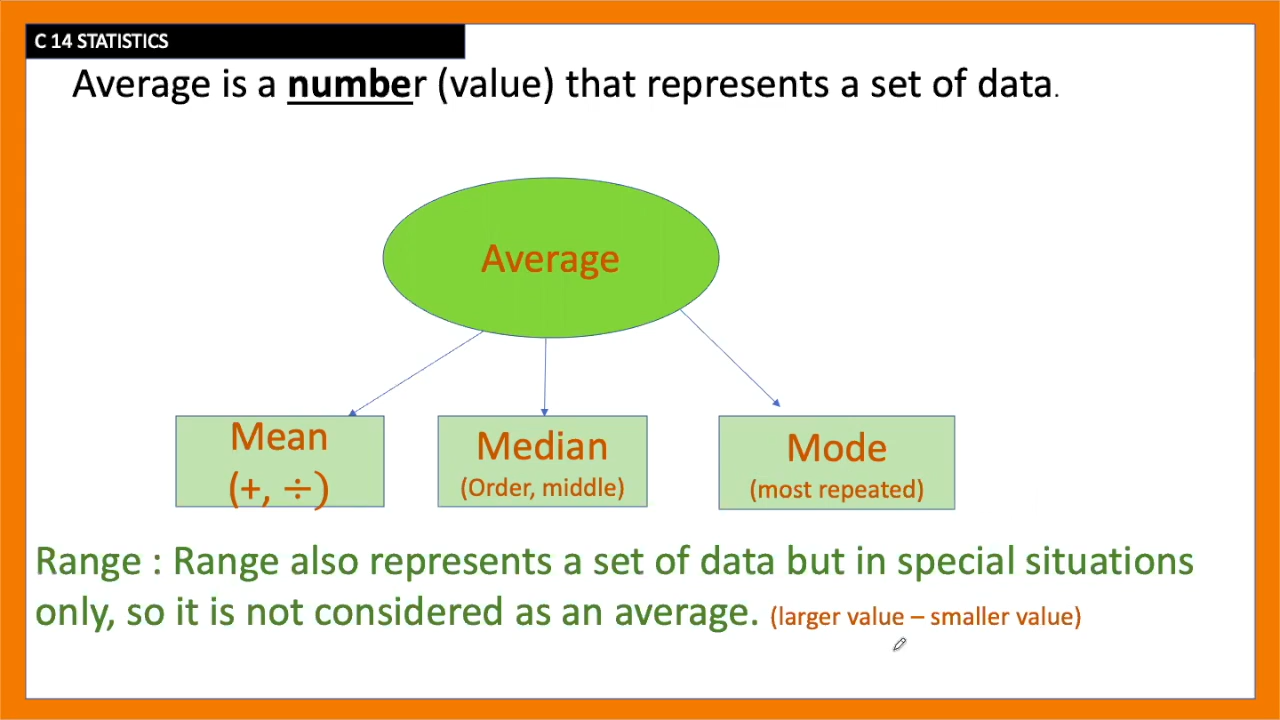 C 14 STATISTICS
Average is a number (value) that represents a set of data.
Average
Mean
(+, ÷)
Median
(Order, middle)
Mode
(most repeated)
Range : Range also represents a set of data but in special situations
only, so it is not considered as an average. (larger value – smaller value)